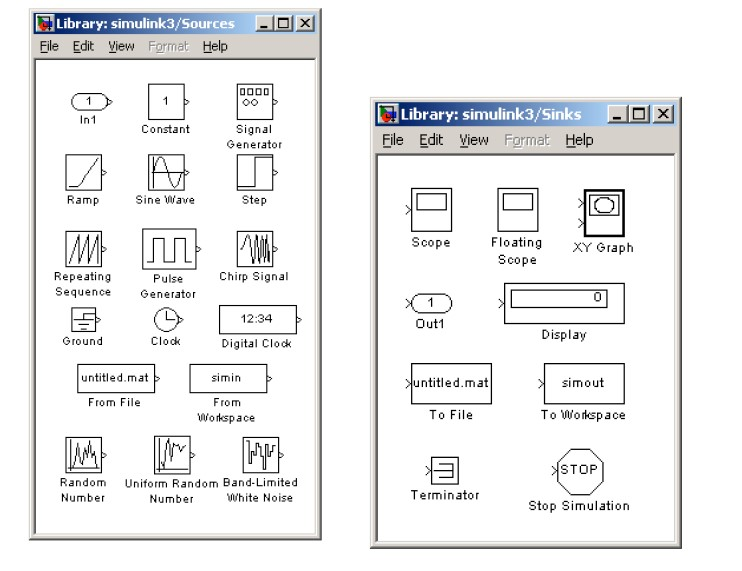 Library: simulink3/Sources
File Edit View Format Help
1
In1
1
Constant
Signal
Generator
Ramp
Sine Wave
Step
Repeating
Sequence
Pulse
Generator
Chirp Signal
Ground
Clock
12:34
Digital Clock
untitled.mat
From File
simin
From
Workspace
Random
Number
Uniform Random
Number
Band-Limited
White Noise
Library: simulink3/Sinks
File Edit View Format Help
Scope
Floating
Scope
XY Graph
1
Out1
0
Display
untitled.mat
To File
simout
To Workspace
Terminator
STOP
Stop Simulation